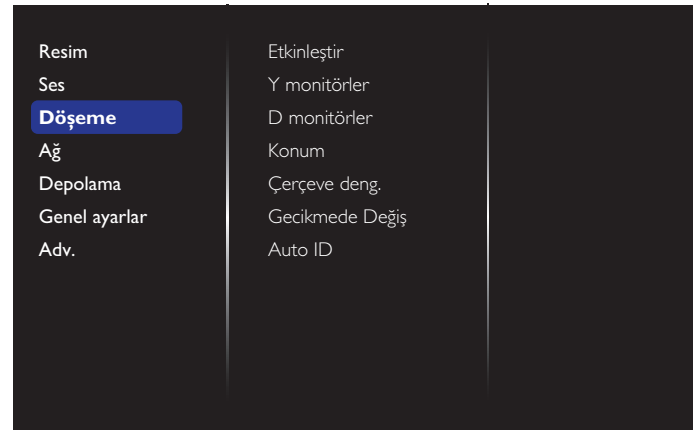 Resim
Ses
Döşeme
Ağ
Depolama
Genel ayarlar
Adv.
Etkinleştir
Y monitörler
D monitörler
Konum
Çerçeve deng.
Gecikmede Değiş
Auto ID